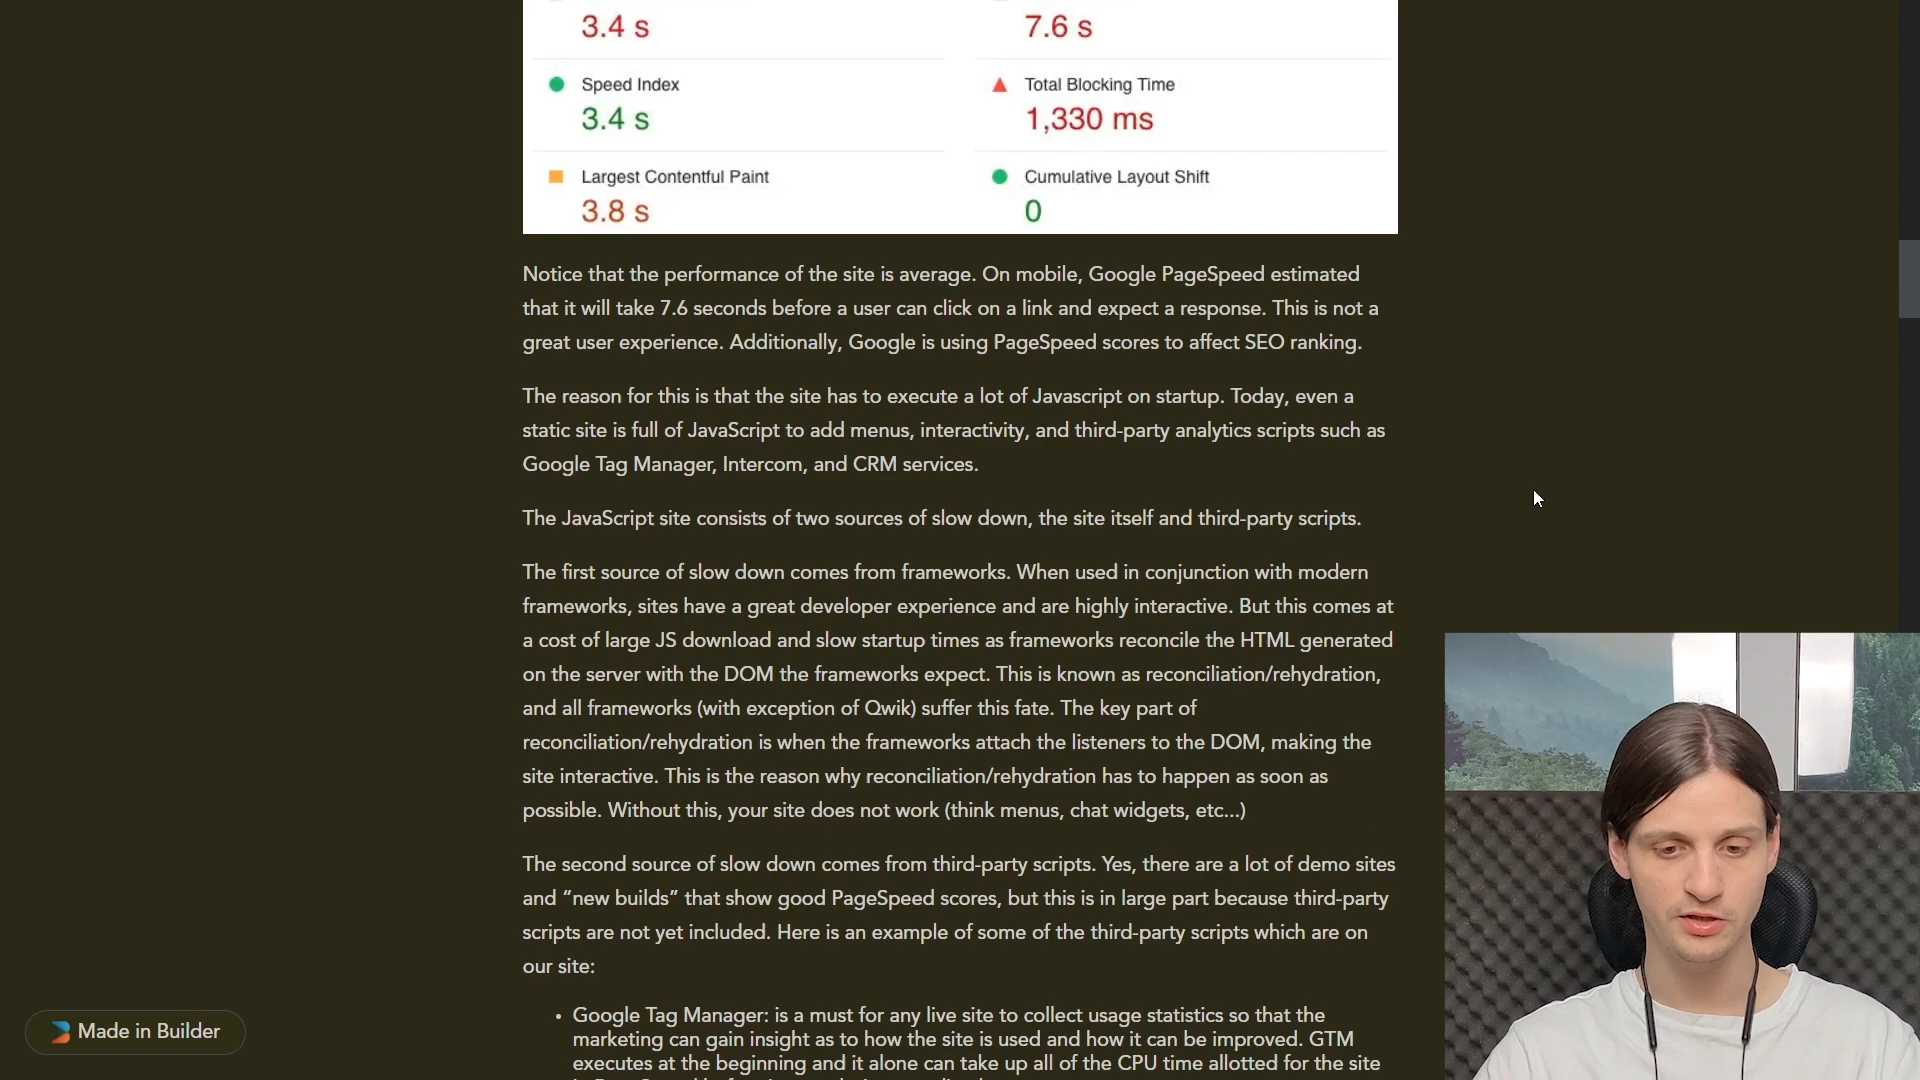 3.4 s
7.6 s
Speed Index
3.4 s
Total Blocking Time
1,330 ms
Largest Contentful Paint
3.8 s
Cumulative Layout Shift
0
Notice that the performance of the site is average. On mobile, Google PageSpeed estimated
that it will take 7.6 seconds before a user can click on a link and expect a response. This is not a
great user experience. Additionally, Google is using PageSpeed scores to affect SEO ranking.
The reason for this is that the site has to execute a lot of Javascript on startup. Today, even a
static site is full of JavaScript to add menus, interactivity, and third-party analytics scripts such as
Google Tag Manager, Intercom, and CRM services.
The JavaScript site consists of two sources of slow down, the site itself and third-party scripts.
The first source of slow down comes from frameworks. When used in conjunction with modern
frameworks, sites have a great developer experience and are highly interactive. But this comes at
a cost of large JS download and slow startup times as frameworks reconcile the HTML generated
on the server with the DOM the frameworks expect. This is known as reconciliation/rehydration,
and all frameworks (with exception of Qwik) suffer this fate. The key part of
reconciliation/rehydration is when the frameworks attach the listeners to the DOM, making the
site interactive. This is the reason why reconciliation/rehydration has to happen as soon as
possible. Without this, your site does not work (think menus, chat widgets, etc...)
The second source of slow down comes from third-party scripts. Yes, there are a lot of demo sites
and “new builds” that show good PageSpeed scores, but this is in large part because third-party
scripts are not yet included. Here is an example of some of the third-party scripts which are on
our site:
• Google Tag Manager: is a must for any live site to collect usage statistics so that the
marketing can gain insight as to how the site is used and how it can be improved. GTM
executes at the beginning and it alone can take up all of the CPU time allotted for the site
Made in Builder